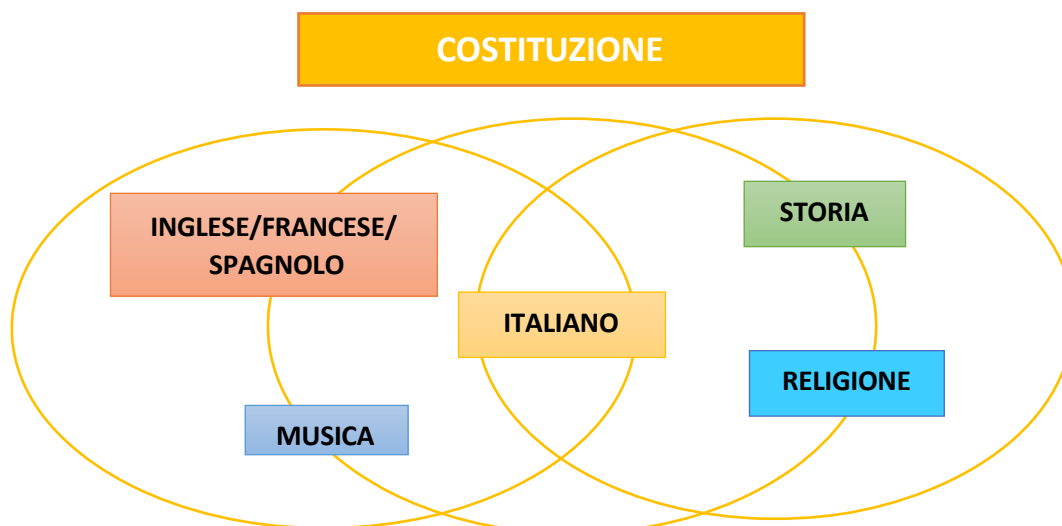 COSTITUZIONE
INGLESE/FRANCESE/
SPAGNOLO
STORIA
ITALIANO
RELIGIONE
MUSICA